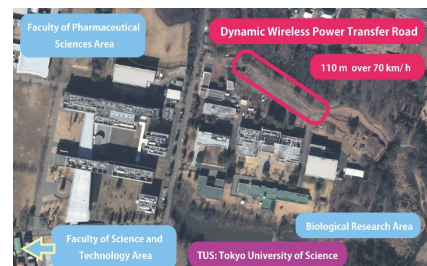 Faculty of Pharmaceutical
Sciences Area
Dynamic Wireless Power Transfer Road
110 m over 70 km/ h
Biological Research Area
Faculty of Science and
Technology Area
TUS: Tokyo University of Science